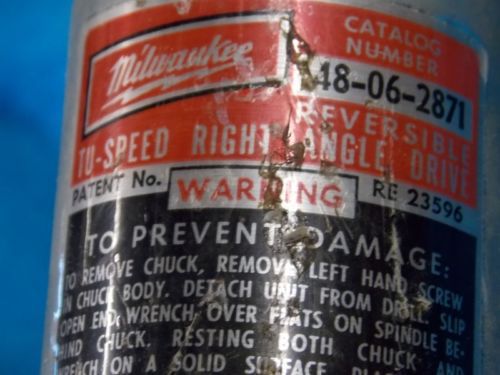 Milwaukee
CATALOG
NUMBER
48-06-2871
REVERSIBLE
TU-SPEED RIGHT ANGLE DRIVE
PATENT No. WARNING RE 23596
TO PREVENT DAMAGE:
TO REMOVE CHUCK, REMOVE LEFT HAND SCREW
IN CHUCK BODY. DETACH UNIT FROM DRILL. SLIP
OPEN END WRENCH OVER FLATS ON SPINDLE BE-
HIND CHUCK. RESTING BOTH CHUCK AND
WRENCH ON A SOLID SURFACE,